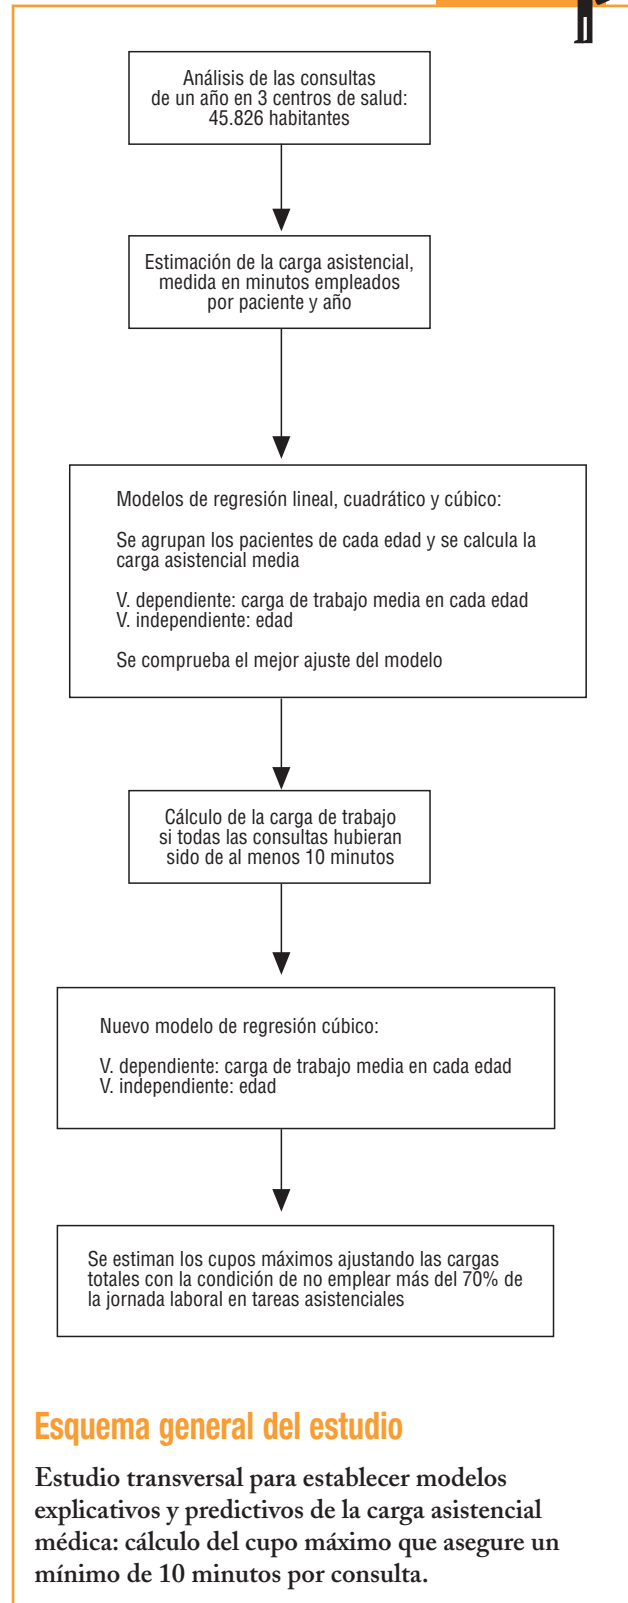 Análisis de las consultas
de un año en 3 centros de salud:
45.826 habitantes
Estimación de la carga asistencial,
medida en minutos empleados
por paciente y año
Modelos de regresión lineal, cuadrático y cúbico:
Se agrupan los pacientes de cada edad y se calcula la
carga asistencial media
V. dependiente: carga de trabajo media en cada edad
V. independiente: edad
Se comprueba el mejor ajuste del modelo
Cálculo de la carga de trabajo
si todas las consultas hubieran
sido de al menos 10 minutos
Nuevo modelo de regresión cúbico:
V. dependiente: carga de trabajo media en cada edad
V. independiente: edad
Se estiman los cupos máximos ajustando las cargas
totales con la condición de no emplear más del 70% de
la jornada laboral en tareas asistenciales
Esquema general del estudio
Estudio transversal para establecer modelos
explicativos y predictivos de la carga asistencial
médica: cálculo del cupo máximo que asegure un
mínimo de 10 minutos por consulta.